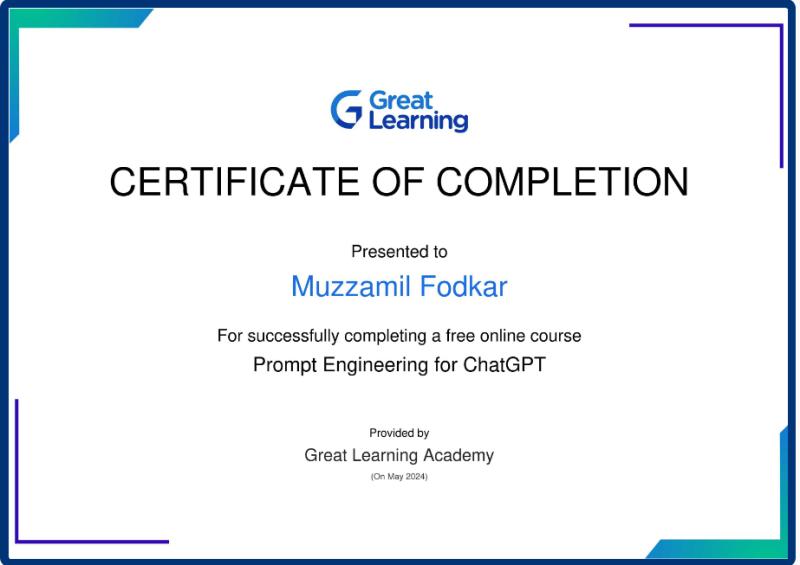 Great
Learning
CERTIFICATE OF COMPLETION
Presented to
Muzzamil Fodkar
For successfully completing a free online course
Prompt Engineering for ChatGPT
Provided by
Great Learning Academy
(On May 2024)